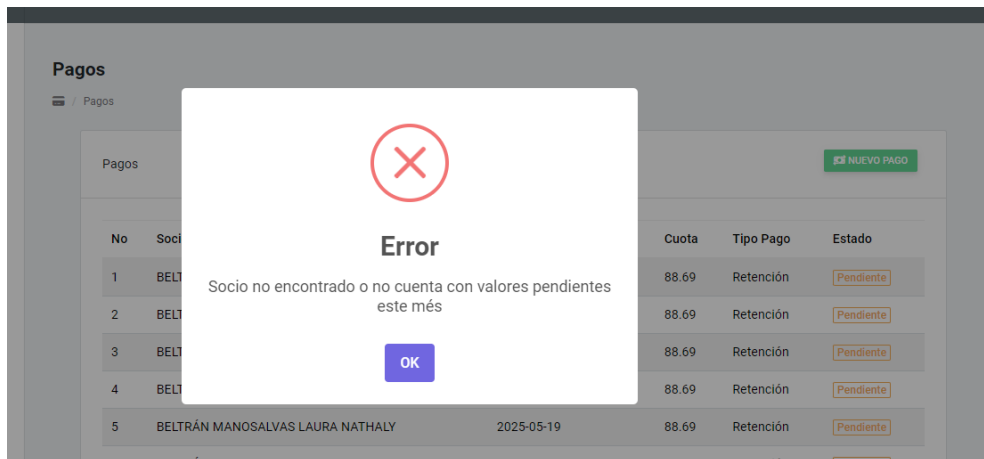 Pagos
/ Pagos
Pagos
NUEVO PAGO
No Soci Cuota Tipo Pago Estado
1 BELT 88.69 Retención Pendiente
2 BELT 88.69 Retención Pendiente
3 BELT 88.69 Retención Pendiente
4 BELT 88.69 Retención Pendiente
5 BELTRÁN MANOSALVAS LAURA NATHALY 2025-05-19 88.69 Retención Pendiente
Error
Socio no encontrado o no cuenta con valores pendientes
este més
OK